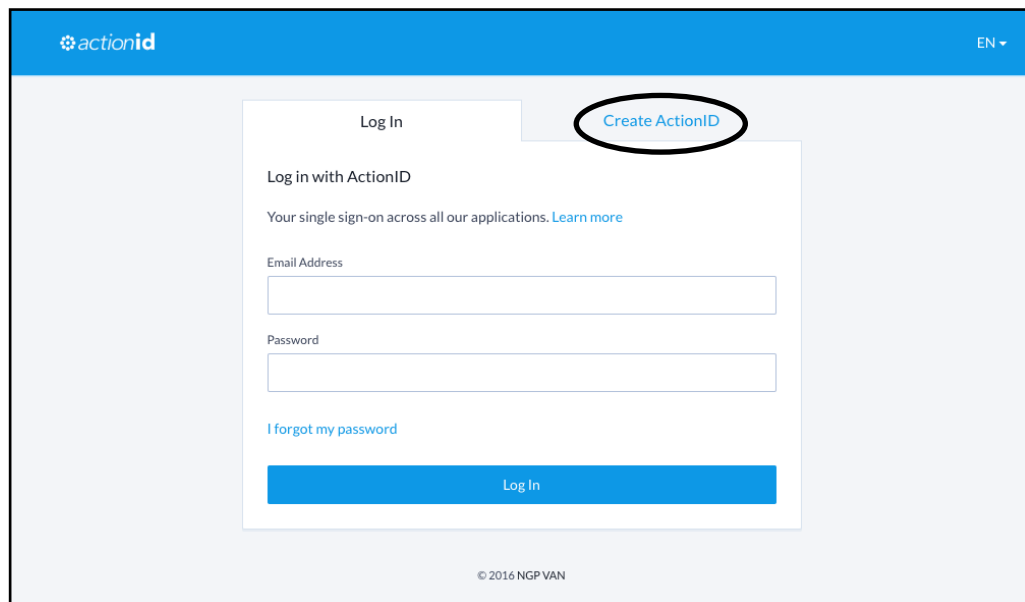 actionid
EN
Log In
Create ActionID
Log in with ActionID
Your single sign-on across all our applications. Learn more
Email Address
Password
I forgot my password
Log In
© 2016 NGP VAN